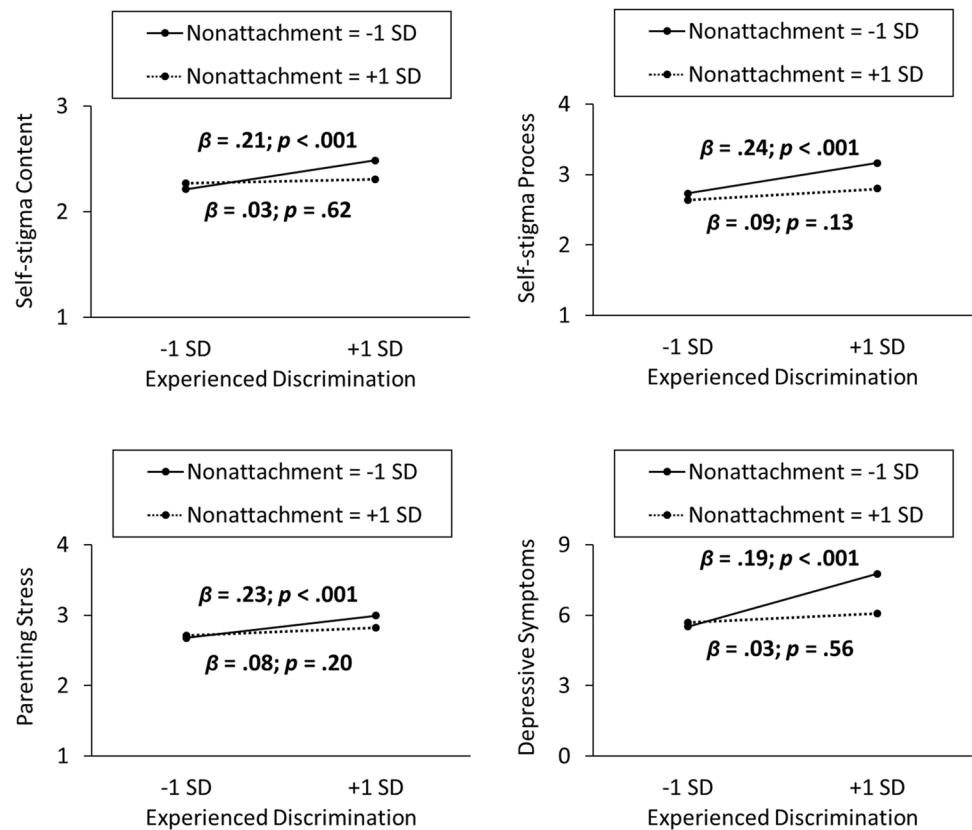 Nonattachment = -1 SD
Nonattachment = +1 SD
3
2
1
Self-stigma Content
β = .21; p < .001
β = .03; p = .62
-1 SD
+1 SD
Experienced Discrimination
Nonattachment = -1 SD
Nonattachment = +1 SD
4
3
2
1
Self-stigma Process
β = .24; p < .001
β = .09; p = .13
-1 SD
+1 SD
Experienced Discrimination
Nonattachment = -1 SD
Nonattachment = +1 SD
4
3
2
1
Parenting Stress
β = .23; p < .001
β = .08; p = .20
-1 SD
+1 SD
Experienced Discrimination
Nonattachment = -1 SD
Nonattachment = +1 SD
9
6
3
0
Depressive Symptoms
β = .19; p < .001
β = .03; p = .56
-1 SD
+1 SD
Experienced Discrimination